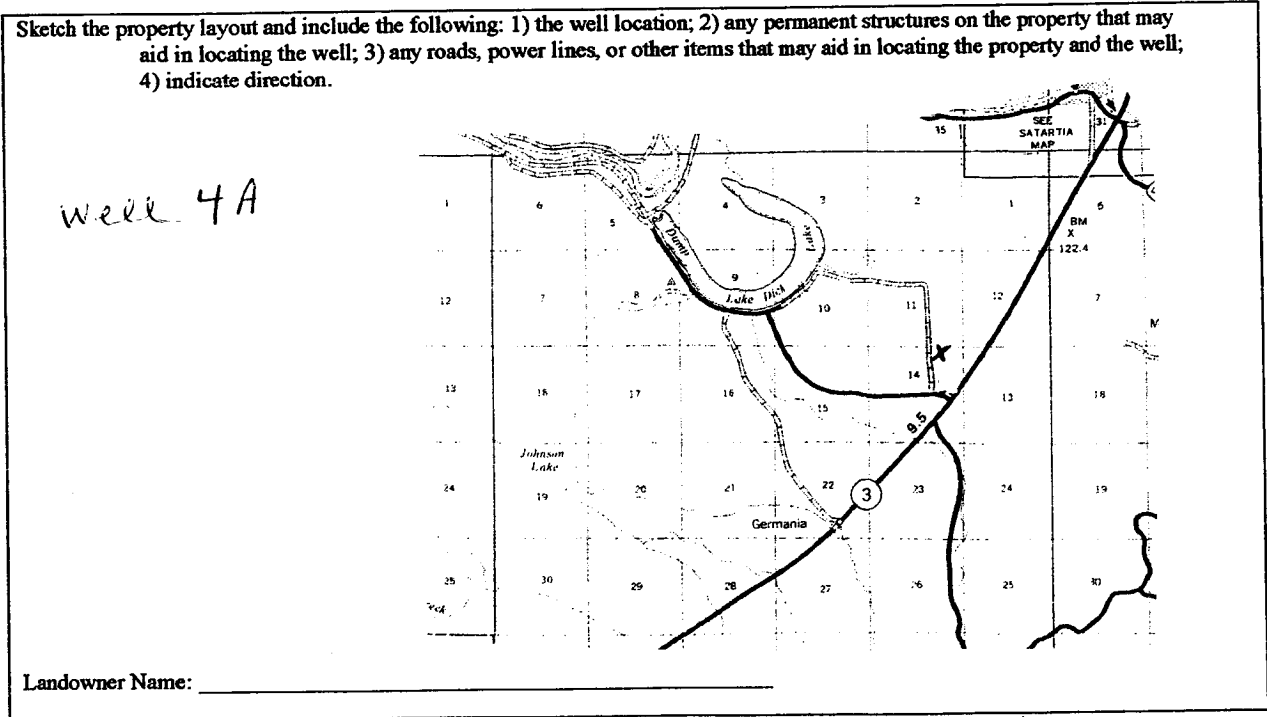 Sketch the property layout and include the following: 1) the well location; 2) any permanent structures on the property that may
aid in locating the well; 3) any roads, power lines, or other items that may aid in locating the property and the well;
4) indicate direction.
Well 4A
35 SEE 31
SATARTIA
MAP
1 6 5 4 3 2 1 6
Dump
Lake
BM
X
122.4
12 7 8 9 10 11 12 7
Lake Dick
M
X
13 18 17 16 15 14 13 18
9.5
Johnson
Lake
24 19 20 21 22 3 23 24 19
Germania
25 30 29 28 27 26 25 30
eek
Landowner Name: